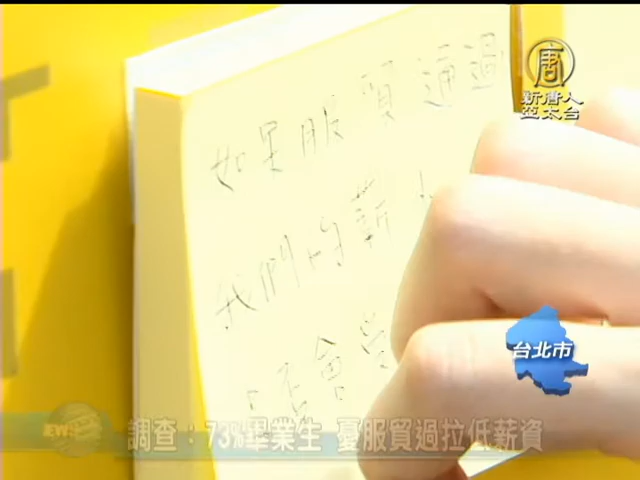 新唐人
亞太台
如果服貿通過
我們的薪
會
台北市
調查：73%畢業生 憂服貿過拉低薪資